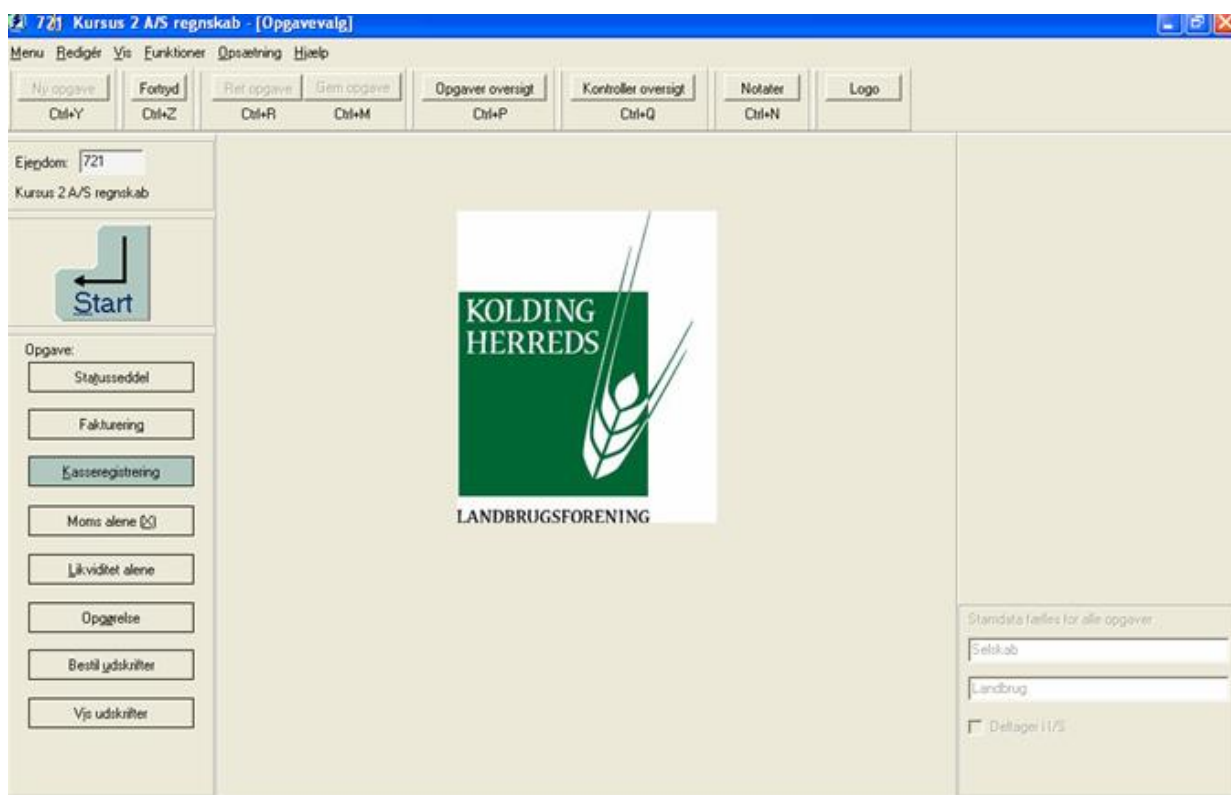 721 Kursus 2 A/S regnskab - [Opgavevalg]
Menu Redigér Vis Funktioner Opsætning Hjælp
Ny opgave Fortryd Ret opgave Gem opgave Opgaver oversigt Kontroller oversigt Notater Logo
Ctrl+Y Ctrl+Z Ctrl+R Ctrl+M Ctrl+P Ctrl+Q Ctrl+N
Ejendom: 721
Kursus 2 A/S regnskab
Start
KOLDING
HERREDS
LANDBRUGSFORENING
Opgave:
Statusseddel
Fakturering
Kasseregistrering
Moms alene (X)
Likviditet alene
Opgørelse
Bestil udskrifter
Vis udskrifter
Stamdata fælles for alle opgaver
Selskab
Landbrug
Deltager i I/S